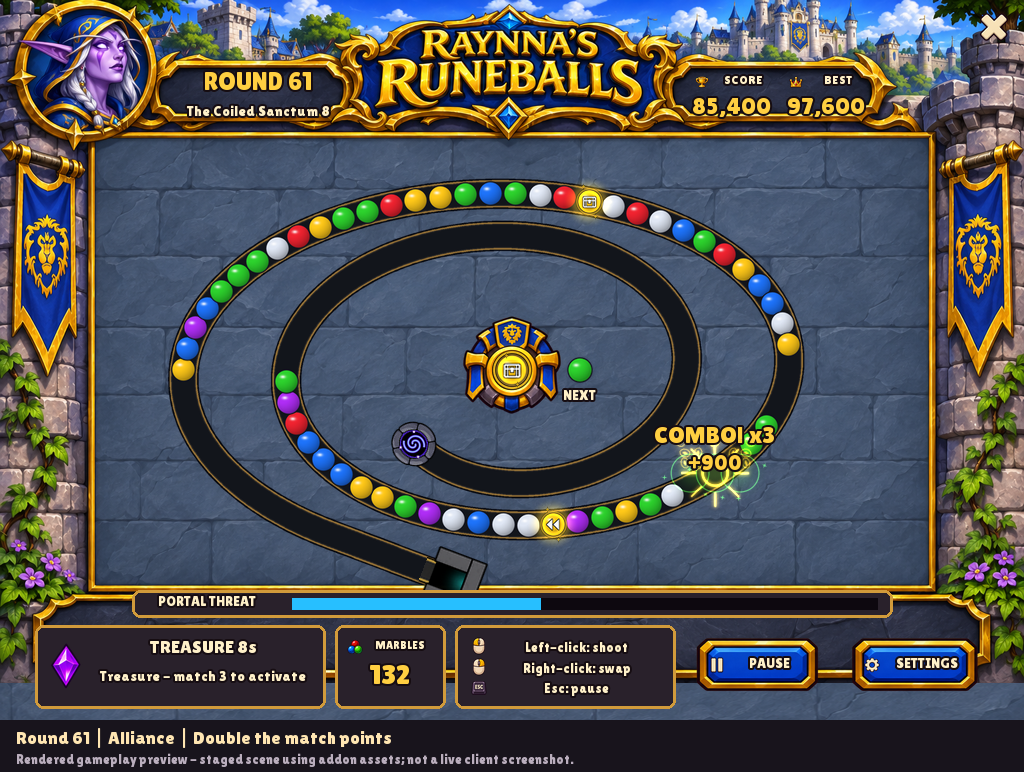 RAYNNA'S
RUNEBALLS
ROUND 61
The Coiled Sanctum 8
SCORE
BEST
85,400
97,600
NEXT
COMBO! x3
+900
PORTAL THREAT
TREASURE 8s
Treasure – match 3 to activate
MARBLES
132
Left-click: shoot
Right-click: swap
ESC
Esc: pause
PAUSE
SETTINGS
Round 61 | Alliance | Double the match points
Rendered gameplay preview – staged scene using addon assets; not a live client screenshot.